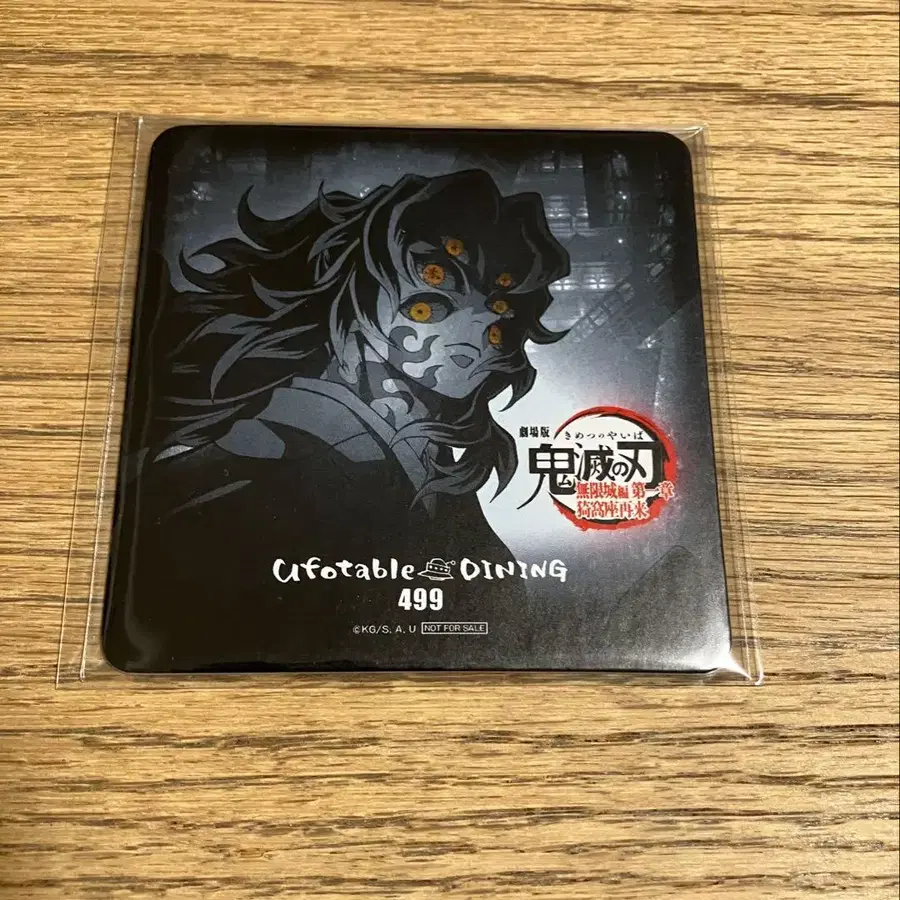 劇場版
きめつのやいば
鬼滅の刃
無限城編 第一章
猗窩座再来
ufotable DINING
499
©KG/S, A, U NOT FOR SALE